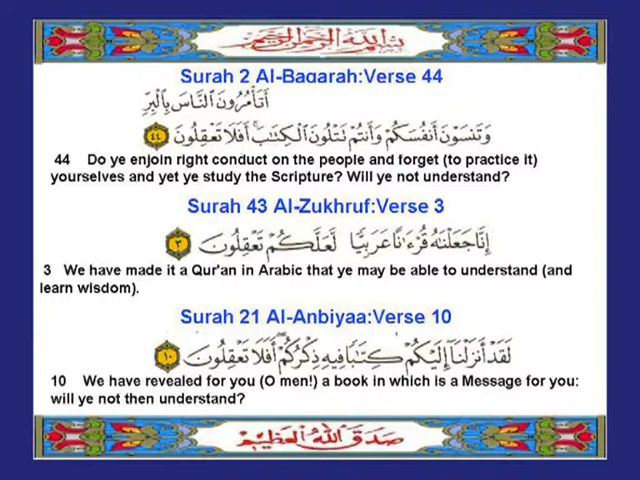 بسم الله الرحمن الرحيم
Surah 2 Al-Baqarah:Verse 44
أَتَأْمُرُونَ النَّاسَ بِالْبِرِّ
وَتَنسَوْنَ أَنفُسَكُمْ وَأَنتُمْ تَتْلُونَ الْكِتَٰبَ ۚ أَفَلَا تَعْقِلُونَ ٤٤
44 Do ye enjoin right conduct on the people and forget (to practice it)
yourselves and yet ye study the Scripture? Will ye not understand?
Surah 43 Al-Zukhruf:Verse 3
إِنَّا جَعَلْنَٰهُ قُرْءَٰنًا عَرَبِيًّا لَّعَلَّكُمْ تَعْقِلُونَ ٣
3 We have made it a Qur'an in Arabic that ye may be able to understand (and
learn wisdom).
Surah 21 Al-Anbiyaa:Verse 10
لَقَدْ أَنزَلْنَا إِلَيْكُمْ كِتَٰبًا فِيهِ ذِكْرُكُمْ ۖ أَفَلَا تَعْقِلُونَ ١٠
10 We have revealed for you (O men!) a book in which is a Message for you:
will ye not then understand?
صدق الله العظيم